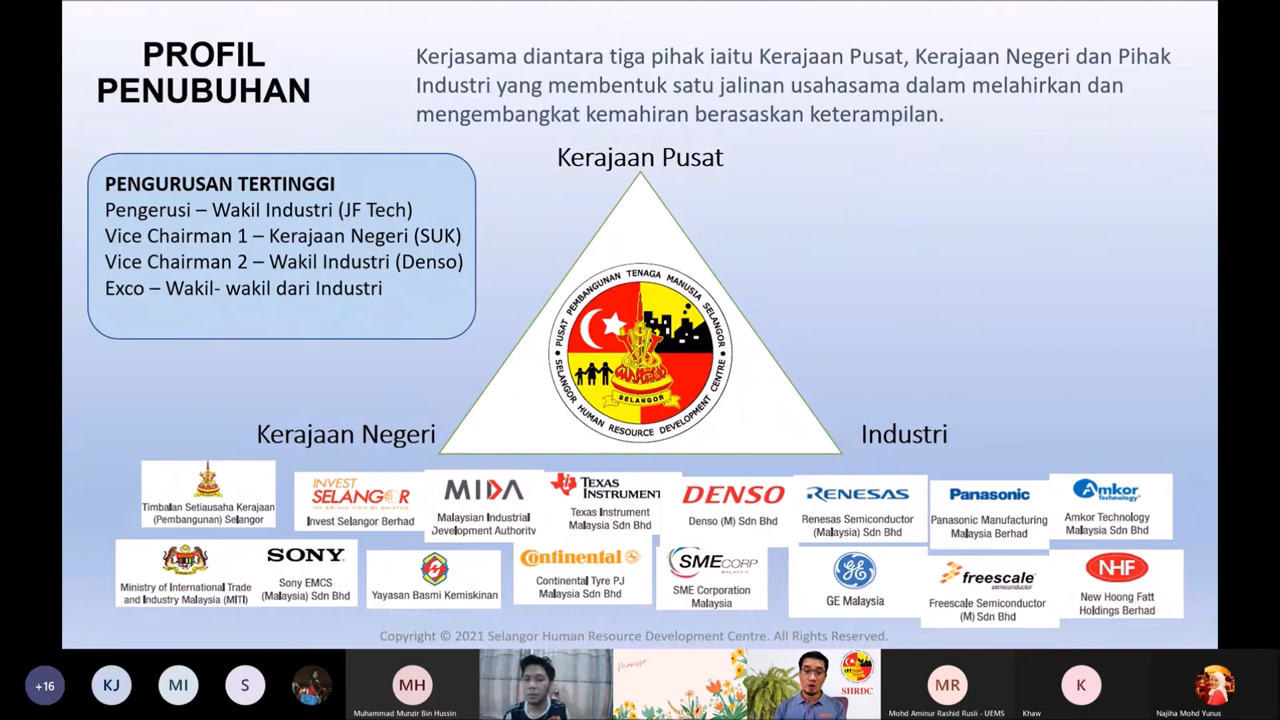 PROFIL
PENUBUHAN
Kerjasama diantara tiga pihak iaitu Kerajaan Pusat, Kerajaan Negeri dan Pihak
Industri yang membentuk satu jalinan usahasama dalam melahirkan dan
mengembangkat kemahiran berasaskan keterampilan.
Kerajaan Pusat
PENGURUSAN TERTINGGI
Pengerusi – Wakil Industri (JF Tech)
Vice Chairman 1 – Kerajaan Negeri (SUK)
Vice Chairman 2 – Wakil Industri (Denso)
Exco – Wakil- wakil dari Industri
PUSAT PEMBANGUNAN TENAGA MANUSIA SELANGOR
SELANGOR
SELANGOR HUMAN RESOURCE DEVELOPMENT CENTRE
Kerajaan Negeri
Industri
Timbalan Setiausaha Kerajaan
(Pembangunan) Selangor
INVEST
SELANGOR
Invest Selangor Berhad
MIDA
Malaysian Industrial
Development Authority
TEXAS
INSTRUMENT
Texas Instrument
Malaysia Sdn Bhd
DENSO
Denso (M) Sdn Bhd
RENESAS
Renesas Semiconductor
(Malaysia) Sdn Bhd
Panasonic
Panasonic Manufacturing
Malaysia Berhad
Amkor
Technology
Amkor Technology
Malaysia Sdn Bhd
Ministry of International Trade
and Industry Malaysia (MITI)
SONY
Sony EMCS
(Malaysia) Sdn Bhd
Yayasan Basmi Kemiskinan
Continental
Continental Tyre PJ
Malaysia Sdn Bhd
SMECORP
MALAYSIA
SME Corporation
Malaysia
GE
GE Malaysia
freescale
semiconductor
Freescale Semiconductor
(M) Sdn Bhd
NHF
New Hoong Fatt
Holdings Berhad
Copyright © 2021 Selangor Human Resource Development Centre. All Rights Reserved.
+16
KJ
MI
S
MH
Muhammad Munzir Bin Hussin
SHRDC
MR
Mohd Aminur Rashid Rusli - UEMS
K
Khaw
Najiha Mohd Yunus